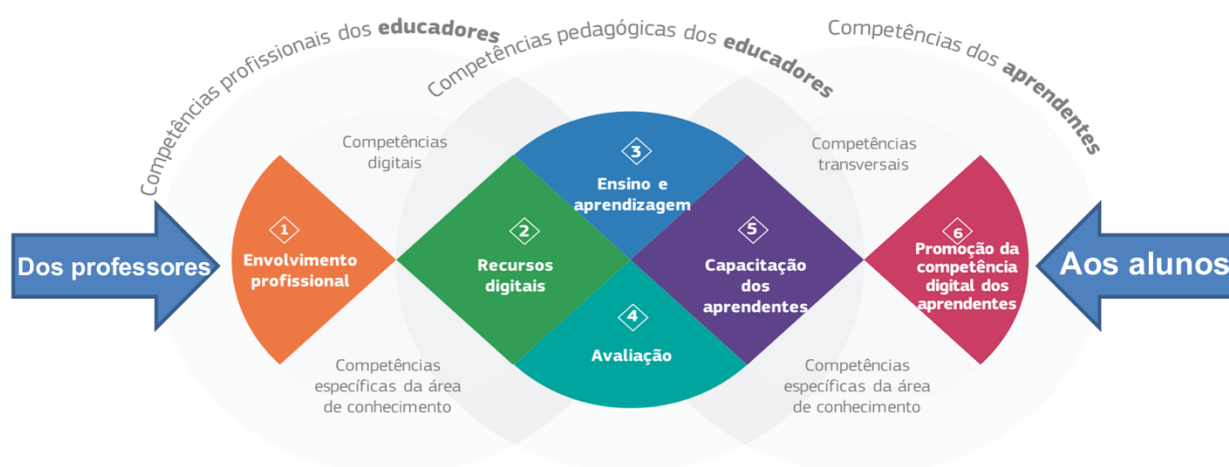 Competências profissionais dos educadores
Competências pedagógicas dos educadores
Competências dos aprendentes
Competências
digitais
Competências
transversais
Dos professores
1
Envolvimento
profissional
2
Recursos
digitais
3
Ensino e
aprendizagem
4
Avaliação
5
Capacitação
dos
aprendentes
6
Promoção da
competência
digital dos
aprendentes
Aos alunos
Competências
específicas da área
de conhecimento
Competências
específicas da área
de conhecimento